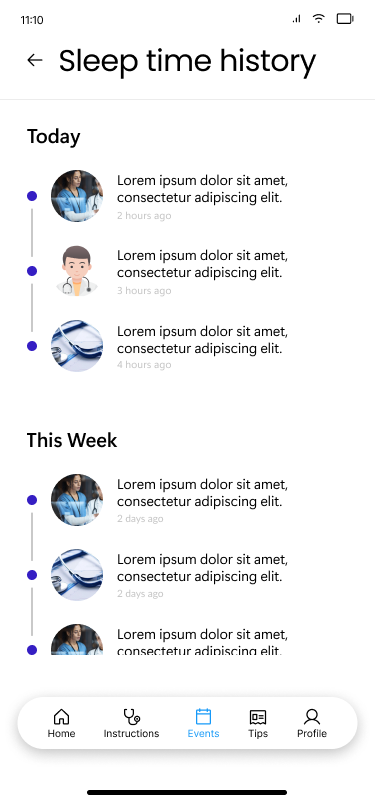 11:10
Sleep time history
Today
Lorem ipsum dolor sit amet,
consectetur adipiscing elit.
2 hours ago
Lorem ipsum dolor sit amet,
consectetur adipiscing elit.
3 hours ago
Lorem ipsum dolor sit amet,
consectetur adipiscing elit.
4 hours ago
This Week
Lorem ipsum dolor sit amet,
consectetur adipiscing elit.
2 days ago
Lorem ipsum dolor sit amet,
consectetur adipiscing elit.
2 days ago
Lorem ipsum dolor sit amet,
consectetur adipiscing elit.
Home Instructions Events Tips Profile